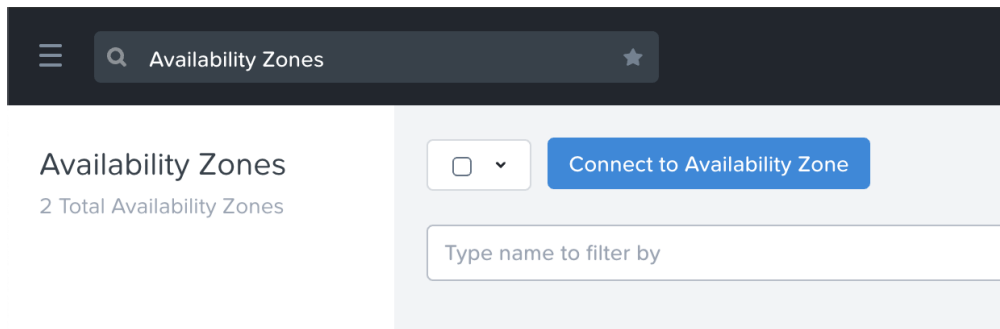 Availability Zones
Availability Zones
2 Total Availability Zones
Connect to Availability Zone
Type name to filter by